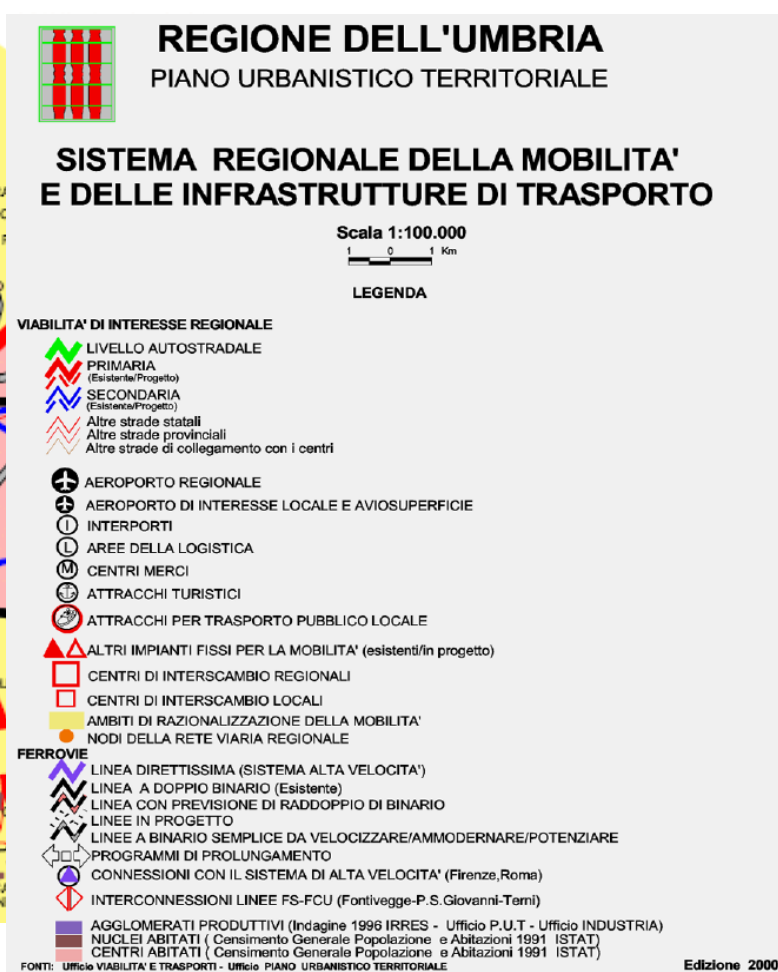 REGIONE DELL'UMBRIA
PIANO URBANISTICO TERRITORIALE
SISTEMA REGIONALE DELLA MOBILITA'
E DELLE INFRASTRUTTURE DI TRASPORTO
Scala 1:100.000
1 0 1 Km
LEGENDA
VIABILITA' DI INTERESSE REGIONALE
LIVELLO AUTOSTRADALE
PRIMARIA
(Esistente/Progetto)
SECONDARIA
(Esistente/Progetto)
Altre strade statali
Altre strade provinciali
Altre strade di collegamento con i centri
AEROPORTO REGIONALE
AEROPORTO DI INTERESSE LOCALE E AVIOSUPERFICIE
I INTERPORTI
L AREE DELLA LOGISTICA
M CENTRI MERCI
ATTRACCHI TURISTICI
ATTRACCHI PER TRASPORTO PUBBLICO LOCALE
ALTRI IMPIANTI FISSI PER LA MOBILITA' (esistenti/in progetto)
CENTRI DI INTERSCAMBIO REGIONALI
CENTRI DI INTERSCAMBIO LOCALI
AMBITI DI RAZIONALIZZAZIONE DELLA MOBILITA'
NODI DELLA RETE VIARIA REGIONALE
FERROVIE
LINEA DIRETTISSIMA (SISTEMA ALTA VELOCITA')
LINEA A DOPPIO BINARIO (Esistente)
LINEA CON PREVISIONE DI RADDOPPIO DI BINARIO
LINEE IN PROGETTO
LINEE A BINARIO SEMPLICE DA VELOCIZZARE/AMMODERNARE/POTENZIARE
PROGRAMMI DI PROLUNGAMENTO
CONNESSIONI CON IL SISTEMA DI ALTA VELOCITA' (Firenze,Roma)
INTERCONNESSIONI LINEE FS-FCU (Fontivegge-P.S.Giovanni-Terni)
AGGLOMERATI PRODUTTIVI (Indagine 1996 IRRES - Ufficio P.U.T - Ufficio INDUSTRIA)
NUCLEI ABITATI ( Censimento Generale Popolazione e Abitazioni 1991 ISTAT)
CENTRI ABITATI ( Censimento Generale Popolazione e Abitazioni 1991 ISTAT)
FONTI: Ufficio VIABILITA' E TRASPORTI - Ufficio PIANO URBANISTICO TERRITORIALE
Edizione 2000